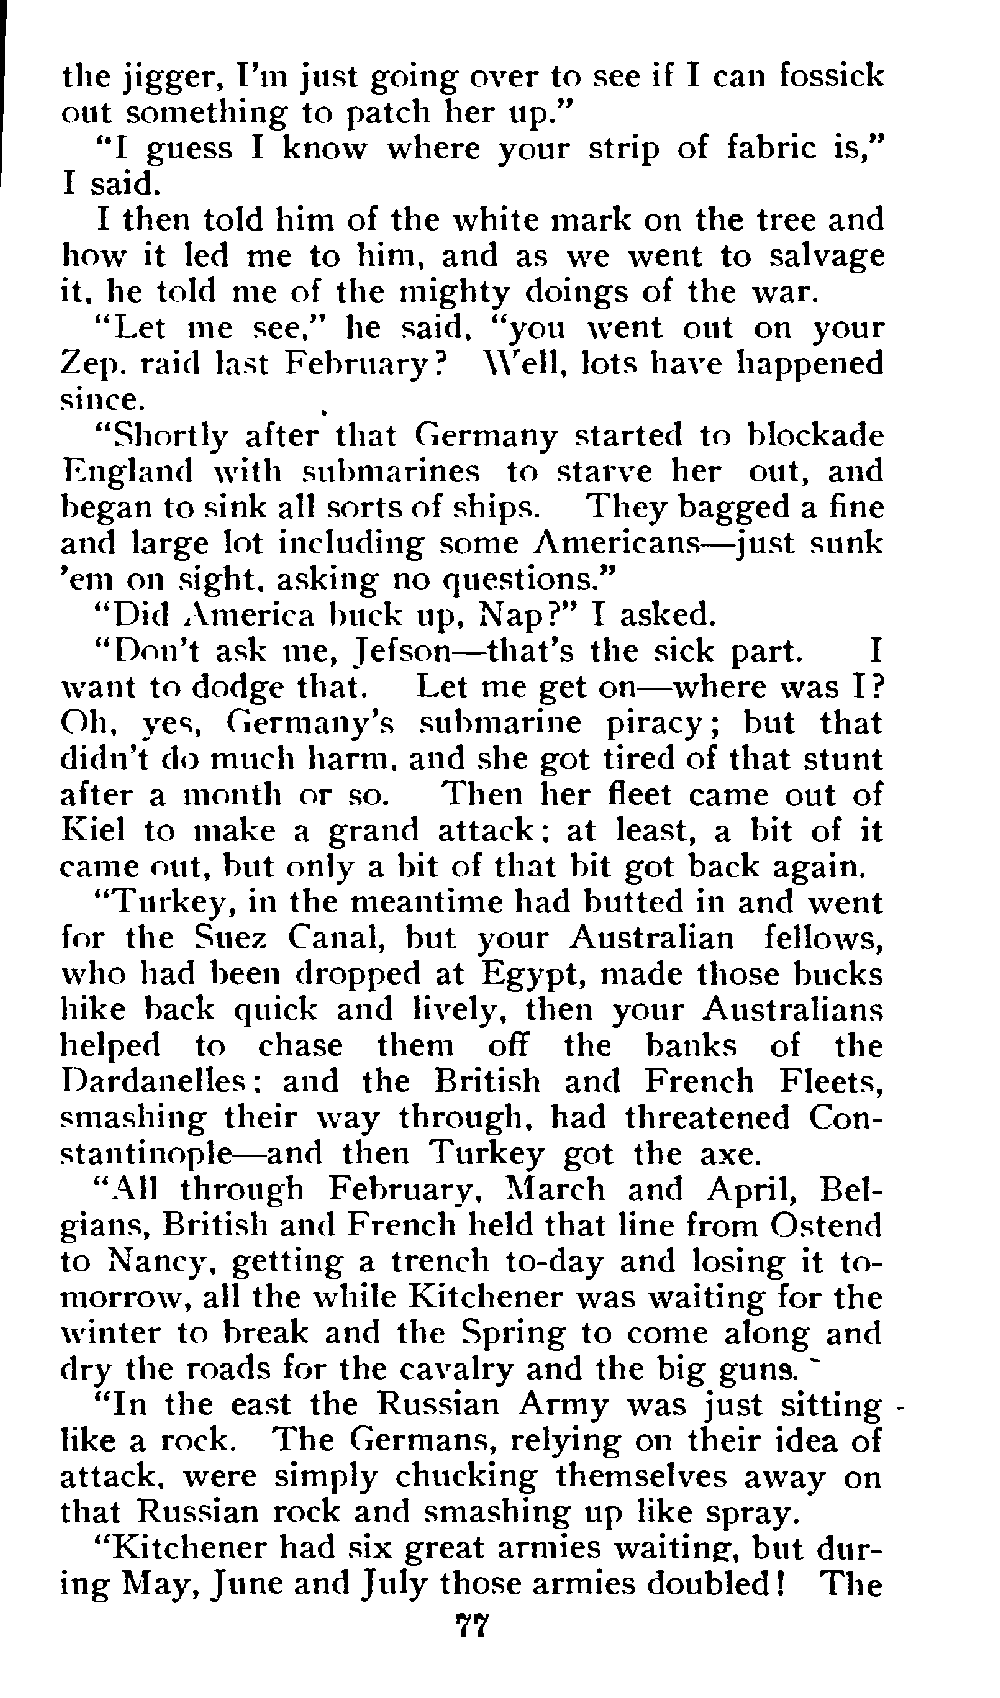 the jigger, I'm just going over to see if I can fossick
out something to patch her up."
"I guess I know where your strip of fabric is,"
I said.
I then told him of the white mark on the tree and
how it led me to him, and as we went to salvage
it, he told me of the mighty doings of the war.
"Let me see," he said, "you went out on your
Zep. raid last February? Well, lots have happened
since.
"Shortly after that Germany started to blockade
England with submarines to starve her out, and
began to sink all sorts of ships. They bagged a fine
and large lot including some Americans—just sunk
'em on sight, asking no questions."
"Did America buck up, Nap?" I asked.
"Don't ask me, Jefson—that's the sick part. I
want to dodge that. Let me get on—where was I?
Oh, yes, Germany's submarine piracy; but that
didn't do much harm, and she got tired of that stunt
after a month or so. Then her fleet came out of
Kiel to make a grand attack; at least, a bit of it
came out, but only a bit of that bit got back again.
"Turkey, in the meantime had butted in and went
for the Suez Canal, but your Australian fellows,
who had been dropped at Egypt, made those bucks
hike back quick and lively, then your Australians
helped to chase them off the banks of the
Dardanelles; and the British and French Fleets,
smashing their way through, had threatened Con-
stantinople—and then Turkey got the axe.
"All through February, March and April, Bel-
gians, British and French held that line from Ostend
to Nancy, getting a trench to-day and losing it to-
morrow, all the while Kitchener was waiting for the
winter to break and the Spring to come along and
dry the roads for the cavalry and the big guns.
"In the east the Russian Army was just sitting
like a rock. The Germans, relying on their idea of
attack, were simply chucking themselves away on
that Russian rock and smashing up like spray.
"Kitchener had six great armies waiting, but dur-
ing May, June and July those armies doubled! The
77